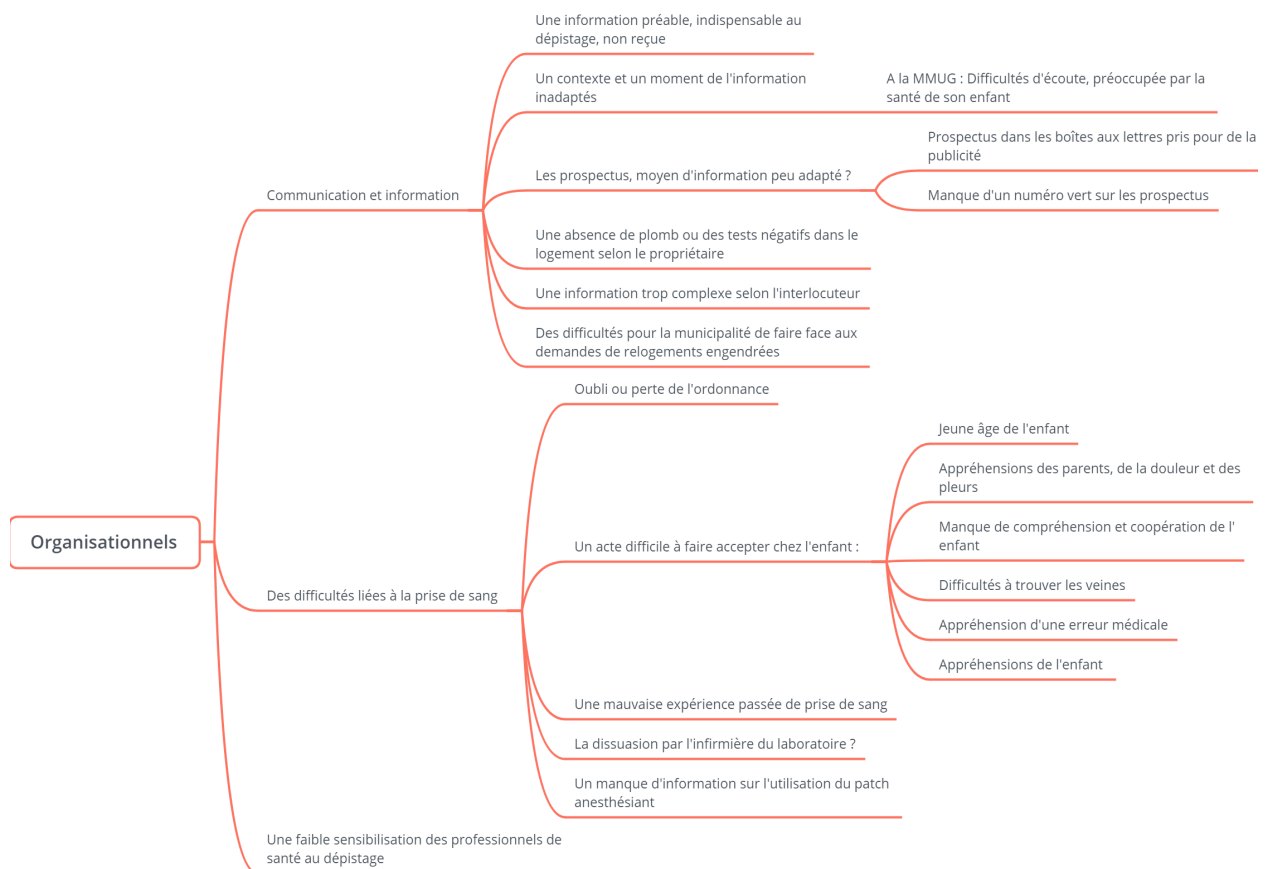 Une information préable, indispensable au
dépistage, non reçue
Un contexte et un moment de l'information
inadaptés
A la MMUG : Difficultés d'écoute, préoccupée par la
santé de son enfant
Prospectus dans les boîtes aux lettres pris pour de la
publicité
Les prospectus, moyen d'information peu adapté ?
Manque d'un numéro vert sur les prospectus
Communication et information
Une absence de plomb ou des tests négatifs dans le
logement selon le propriétaire
Une information trop complexe selon l'interlocuteur
Des difficultés pour la municipalité de faire face aux
demandes de relogements engendrées
Oubli ou perte de l'ordonnance
Jeune âge de l'enfant
Appréhensions des parents, de la douleur et des
pleurs
Manque de compréhension et coopération de l'
enfant
Organisationnels
Un acte difficile à faire accepter chez l'enfant :
Difficultés à trouver les veines
Des difficultés liées à la prise de sang
Appréhension d'une erreur médicale
Appréhensions de l'enfant
Une mauvaise expérience passée de prise de sang
La dissuasion par l'infirmière du laboratoire ?
Un manque d'information sur l'utilisation du patch
anesthésiant
Une faible sensibilisation des professionnels de
santé au dépistage